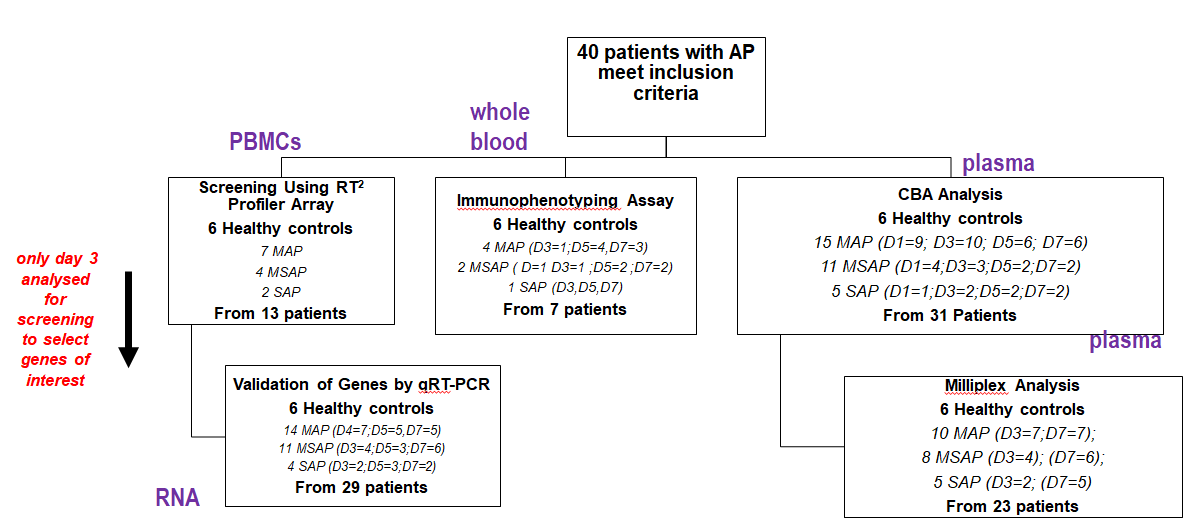 40 patients with AP
meet inclusion
criteria
whole
blood
PBMCs
plasma
Screening Using RT²
Profiler Array
6 Healthy controls
7 MAP
4 MSAP
2 SAP
From 13 patients
Immunophenotyping Assay
6 Healthy controls
4 MAP (D3=1;D5=4,D7=3)
2 MSAP ( D=1 D3=1 ;D5=2 ;D7=2)
1 SAP (D3,D5,D7)
From 7 patients
CBA Analysis
6 Healthy controls
15 MAP (D1=9; D3=10; D5=6; D7=6)
11 MSAP (D1=4;D3=3;D5=2;D7=2)
5 SAP (D1=1;D3=2;D5=2;D7=2)
From 31 Patients
plasma
only day 3
analysed
for
screening
to select
genes of
interest
Validation of Genes by qRT-PCR
6 Healthy controls
14 MAP (D4=7;D5=5,D7=5)
11 MSAP (D3=4;D5=3;D7=6)
4 SAP (D3=2;D5=3;D7=2)
From 29 patients
RNA
Milliplex Analysis
6 Healthy controls
10 MAP (D3=7;D7=7);
8 MSAP (D3=4); (D7=6);
5 SAP (D3=2; (D7=5)
From 23 patients